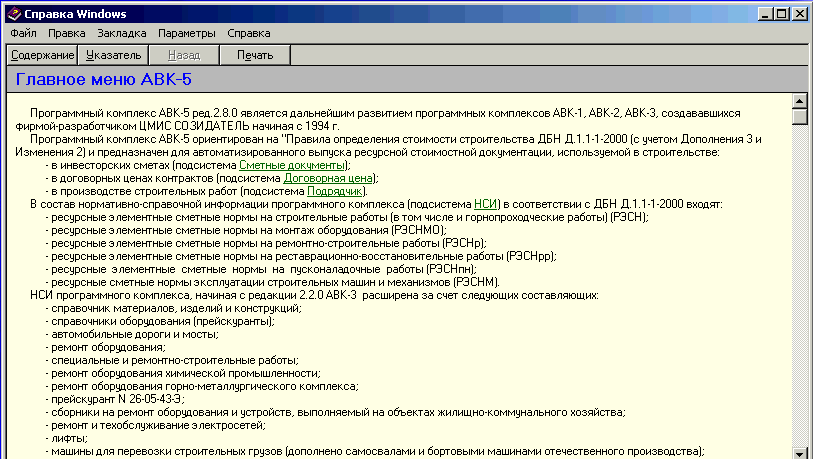 Справка Windows
Файл Правка Закладка Параметры Справка
Содержание Указатель Назад Печать
Главное меню АВК-5
Программный комплекс АВК-5 ред.2.8.0 является дальнейшим развитием программных комплексов АВК-1, АВК-2, АВК-3, создававшихся
фирмой-разработчиком ЦМИС СОЗИДАТЕЛЬ начиная с 1994 г.
Программный комплекс АВК-5 ориентирован на "Правила определения стоимости строительства ДБН Д.1.1-1-2000 (с учетом Дополнения 3 и
Изменения 2) и предназначен для автоматизированного выпуска ресурсной стоимостной документации, используемой в строительстве:
- в инвесторских сметах (подсистема Сметные документы);
- в договорных ценах контрактов (подсистема Договорная цена);
- в производстве строительных работ (подсистема Подрядчик).
В состав нормативно-справочной информации программного комплекса (подсистема НСИ) в соответствии с ДБН Д.1.1-1-2000 входят:
- ресурсные элементные сметные нормы на строительные работы (в том числе и горнопроходческие работы) (РЭСН);
- ресурсные элементные сметные нормы на монтаж оборудования (РЭСНМО);
- ресурсные элементные сметные нормы на ремонтно-строительные работы (РЭСНр);
- ресурсные элементные сметные нормы на реставрационно-восстановительные работы (РЭСНрр);
- ресурсные элементные сметные нормы на пусконаладочные работы (РЭСНпн);
- ресурсные сметные нормы эксплуатации строительных машин и механизмов (РЭСНМ).
НСИ программного комплекса, начиная с редакции 2.2.0 АВК-3 расширена за счет следующих составляющих:
- справочник материалов, изделий и конструкций;
- справочники оборудования (прейскуранты);
- автомобильные дороги и мосты;
- ремонт оборудования;
- специальные и ремонтно-строительные работы;
- ремонт оборудования химической промышленности;
- ремонт оборудования горно-металлургического комплекса;
- прейскурант N 26-05-43-Э;
- сборники на ремонт оборудования и устройств, выполняемый на объектах жилищно-коммунального хозяйства;
- ремонт и техобслуживание электросетей;
- лифты;
- машины для перевозки строительных грузов (дополнено самосвалами и бортовыми машинами отечественного производства);